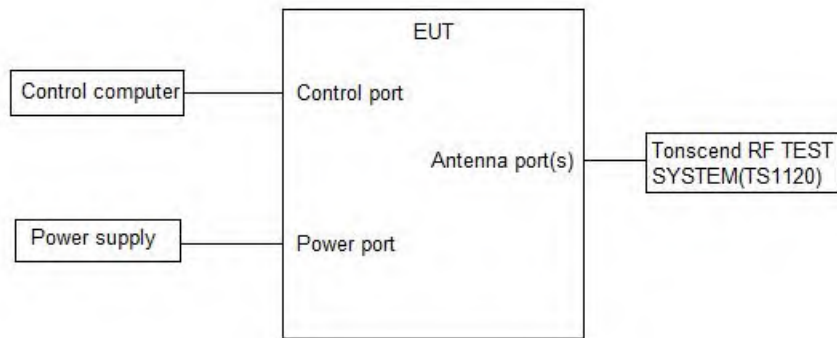 EUT
Control computer
Control port
Antenna port(s)
Tonscend RF TEST
SYSTEM(TS1120)
Power supply
Power port